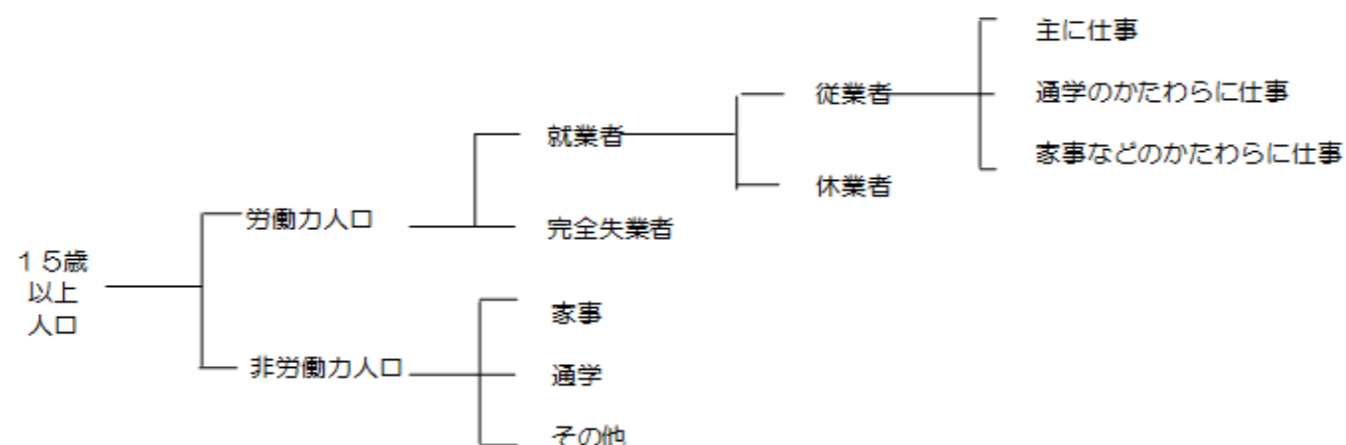 主に仕事
従業者
通学のかたわらに仕事
就業者
家事などのかたわらに仕事
休業者
労働力人口
完全失業者
１５歳
以上
人口
家事
非労働力人口
通学
その他